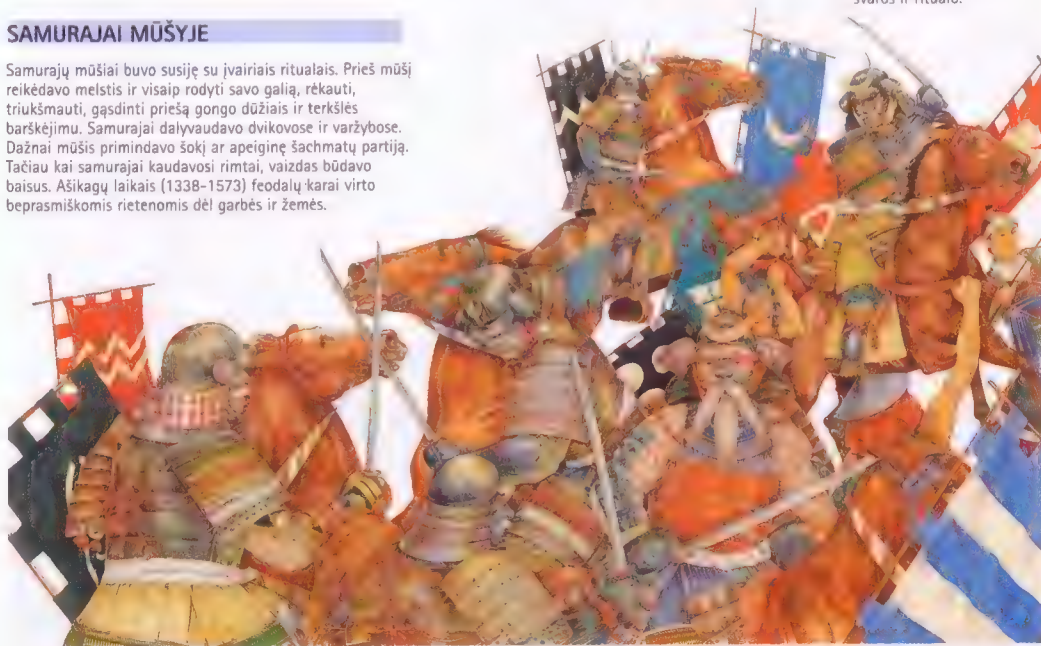 švaros ir ritualo.
SAMURAJAI MŪŠYJE
Samurajų mūšiai buvo susiję su įvairiais ritualais. Prieš mūšį
reikėdavo melstis ir visaip rodyti savo galią, rėkauti,
triukšmauti, gąsdinti priešą gongo dūžiais ir terkšlės
barškėjimu. Samurajai dalyvaudavo dvikovose ir varžybose.
Dažnai mūšis primindavo šokį ar apeiginę šachmatų partiją.
Tačiau kai samurajai kaudavosi rimtai, vaizdas būdavo
baisus. Ašikagų laikais (1338-1573) feodalų karai virto
beprasmiškomis rietenomis dėl garbės ir žemės.